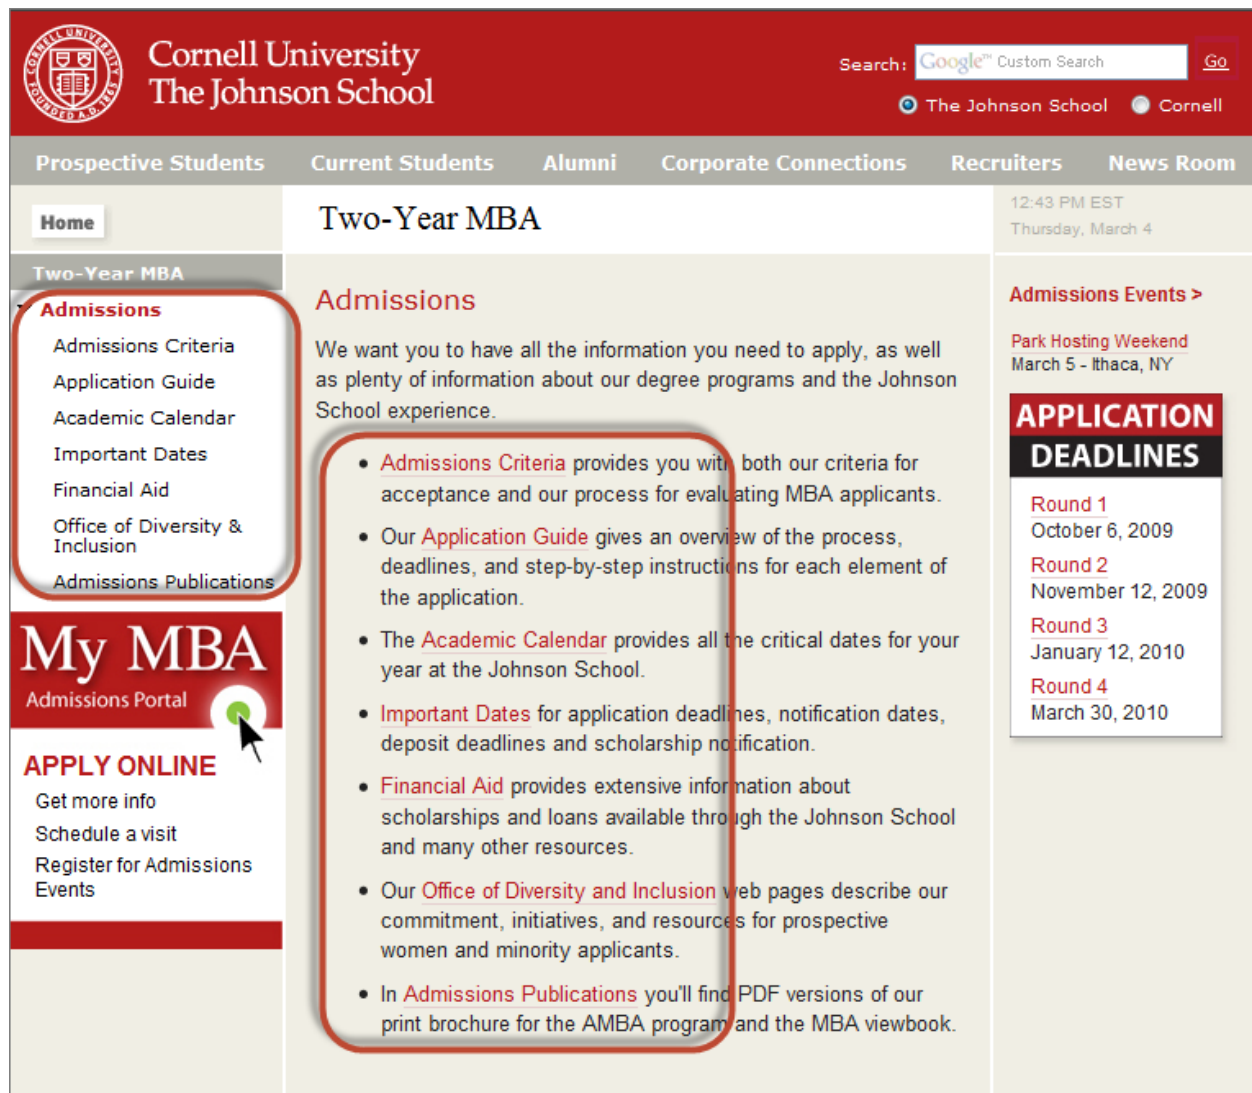 CORNELL UNIVERSITY
FOUNDED A.D. 1865
Cornell University
The Johnson School
Search: Google™ Custom Search Go
The Johnson School Cornell
Prospective Students Current Students Alumni Corporate Connections Recruiters News Room
Home
Two-Year MBA
Admissions
Admissions Criteria
Application Guide
Academic Calendar
Important Dates
Financial Aid
Office of Diversity &
Inclusion
Admissions Publications
My MBA
Admissions Portal
APPLY ONLINE
Get more info
Schedule a visit
Register for Admissions
Events
Two-Year MBA
Admissions
We want you to have all the information you need to apply, as well
as plenty of information about our degree programs and the Johnson
School experience.
• Admissions Criteria provides you with both our criteria for
acceptance and our process for evaluating MBA applicants.
• Our Application Guide gives an overview of the process,
deadlines, and step-by-step instructions for each element of
the application.
• The Academic Calendar provides all the critical dates for your
year at the Johnson School.
• Important Dates for application deadlines, notification dates,
deposit deadlines and scholarship notification.
• Financial Aid provides extensive information about
scholarships and loans available through the Johnson School
and many other resources.
• Our Office of Diversity and Inclusion web pages describe our
commitment, initiatives, and resources for prospective
women and minority applicants.
• In Admissions Publications you'll find PDF versions of our
print brochure for the AMBA program and the MBA viewbook.
12:43 PM EST
Thursday, March 4
Admissions Events >
Park Hosting Weekend
March 5 - Ithaca, NY
APPLICATION
DEADLINES
Round 1
October 6, 2009
Round 2
November 12, 2009
Round 3
January 12, 2010
Round 4
March 30, 2010